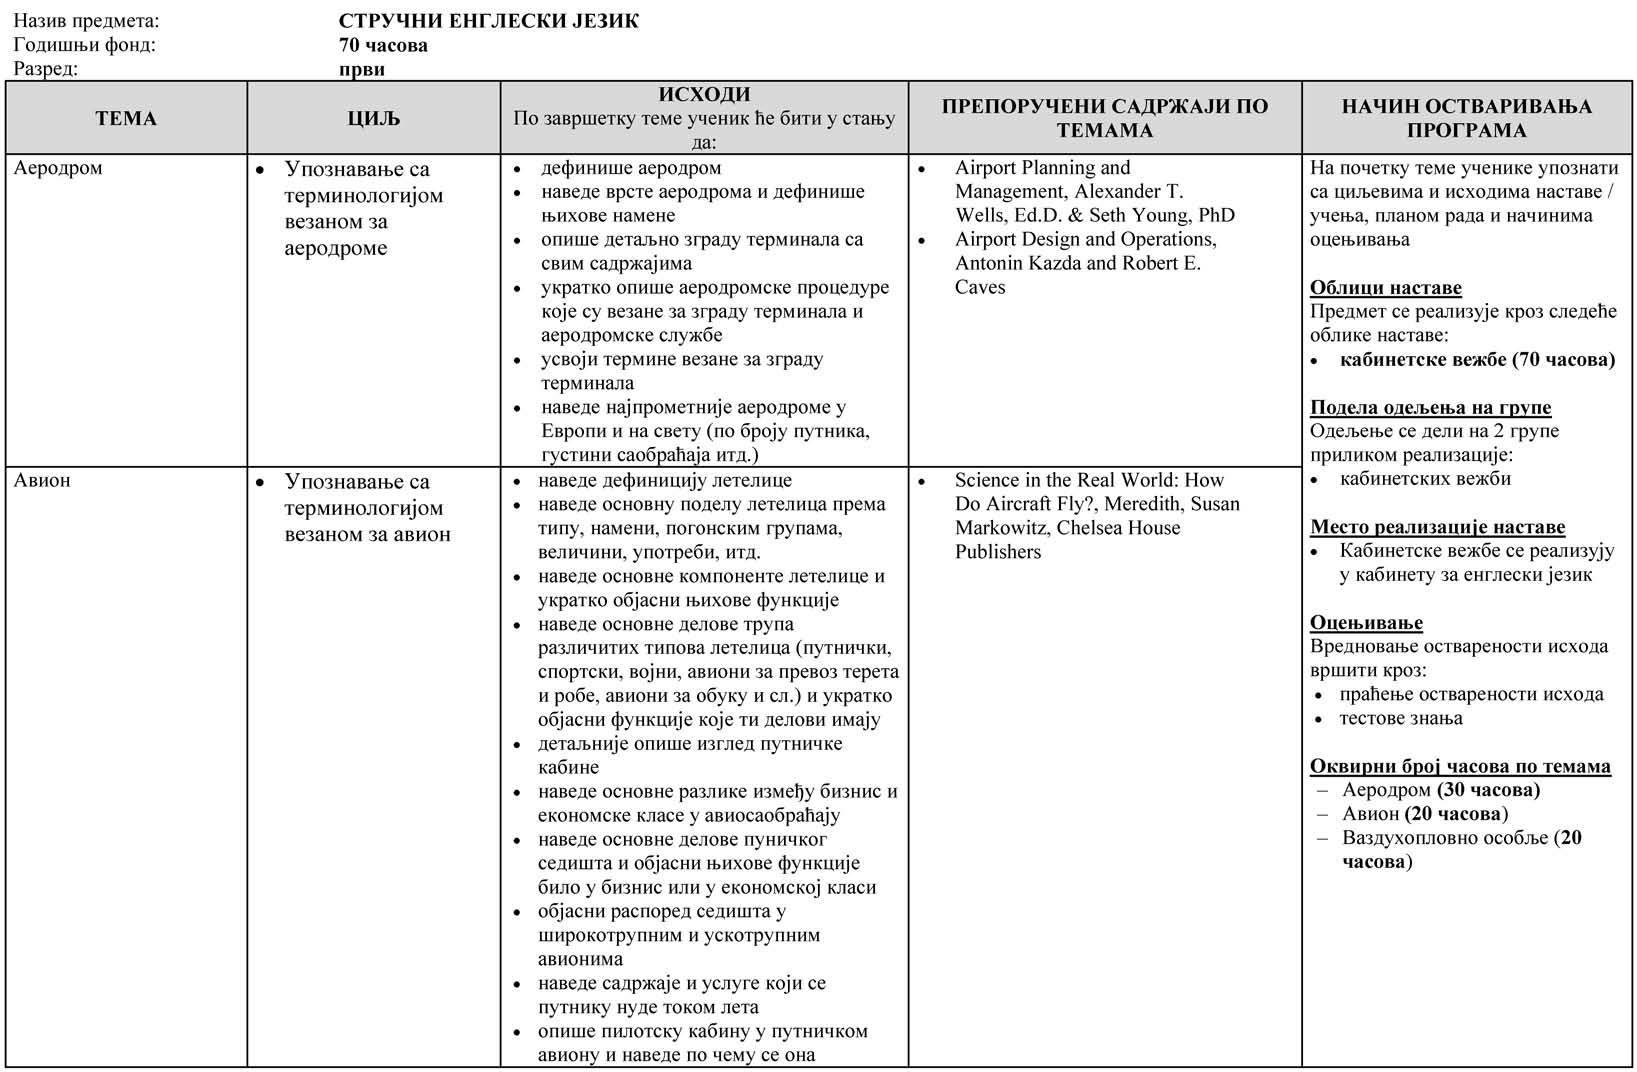 Назив предмета: СТРУЧНИ ЕНГЛЕСКИ ЈЕЗИК
Годишњи фонд: 70 часова
Разред: први
ТЕМА
ЦИЉ
ИСХОДИ
По завршетку теме ученик ће бити у стању
да:
ПРЕПОРУЧЕНИ САДРЖАЈИ ПО
ТЕМАМА
НАЧИН ОСТВАРИВАЊА
ПРОГРАМА
Аеродром
• Упознавање са
терминологијом
везаном за
аеродроме
• дефинише аеродром
• наведе врсте аеродрома и дефинише
њихове намене
• опише детаљно зграду терминала са
свим садржајима
• укратко опише аеродромске процедуре
које су везане за зграду терминала и
аеродромске службе
• усвоји термине везане за зграду
терминала
• наведе најпрометније аеродроме у
Европи и на свету (по броју путника,
густини саобраћаја итд.)
• Airport Planning and
Management, Alexander T.
Wells, Ed.D. & Seth Young, PhD
• Airport Design and Operations,
Antonin Kazda and Robert E.
Caves
На почетку теме ученике упознати
са циљевима и исходима наставе /
учења, планом рада и начинима
оцењивања
Облици наставе
Предмет се реализује кроз следеће
облике наставе:
• кабинетске вежбе (70 часова)
Подела одељења на групе
Одељење се дели на 2 групе
приликом реализације:
• кабинетских вежби
Место реализације наставе
• Кабинетске вежбе се реализују
у кабинету за енглески језик
Оцењивање
Вредновање остварености исхода
вршити кроз:
• праћење остварености исхода
• тестове знања
Оквирни број часова по темама
– Аеродром (30 часова)
– Авион (20 часова)
– Ваздухопловно особље (20
часова)
Авион
• Упознавање са
терминологијом
везаном за авион
• наведе дефиницију летелице
• наведе основну поделу летелица према
типу, намени, погонским групама,
величини, употреби, итд.
• наведе основне компоненте летелице и
укратко објасни њихове функције
• наведе основне делове трупа
различитих типова летелица (путнички,
спортски, војни, авиони за превоз терета
и робе, авиони за обуку и сл.) и укратко
објасни функције које ти делови имају
• детаљније опише изглед путничке
кабине
• наведе основне разлике између бизнис и
економске класе у авиосаобраћају
• наведе основне делове пуничког
седишта и објасни њихове функције
било у бизнис или у економској класи
• објасни распоред седишта у
широкотрупним и ускотрупним
авионима
• наведе садржаје и услуге који се
путнику нуде током лета
• опише пилотску кабину у путничком
авиону и наведе по чему се она
• Science in the Real World: How
Do Aircraft Fly?, Meredith, Susan
Markowitz, Chelsea House
Publishers